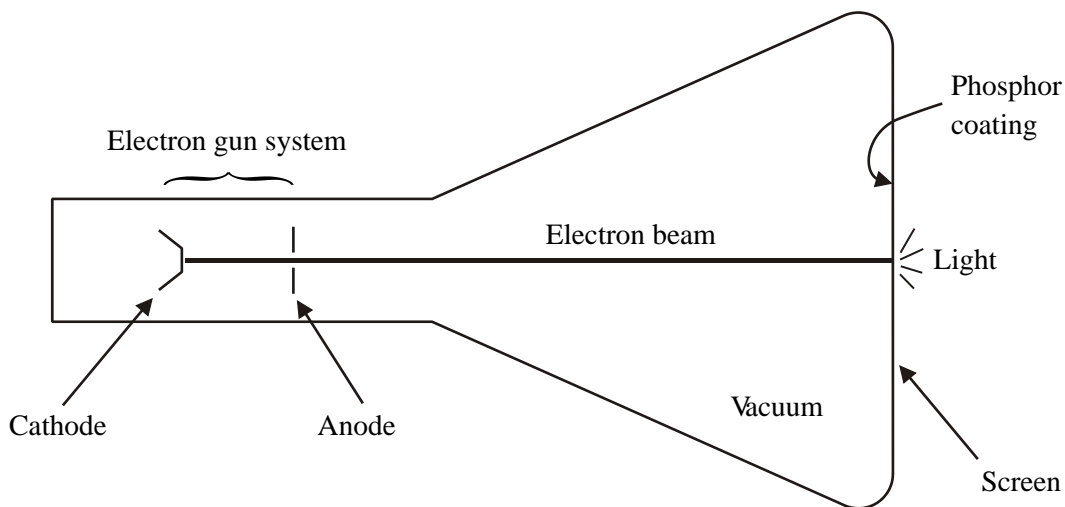 Phosphor
coating
Electron gun system
Electron beam
Light
Vacuum
Cathode
Anode
Screen